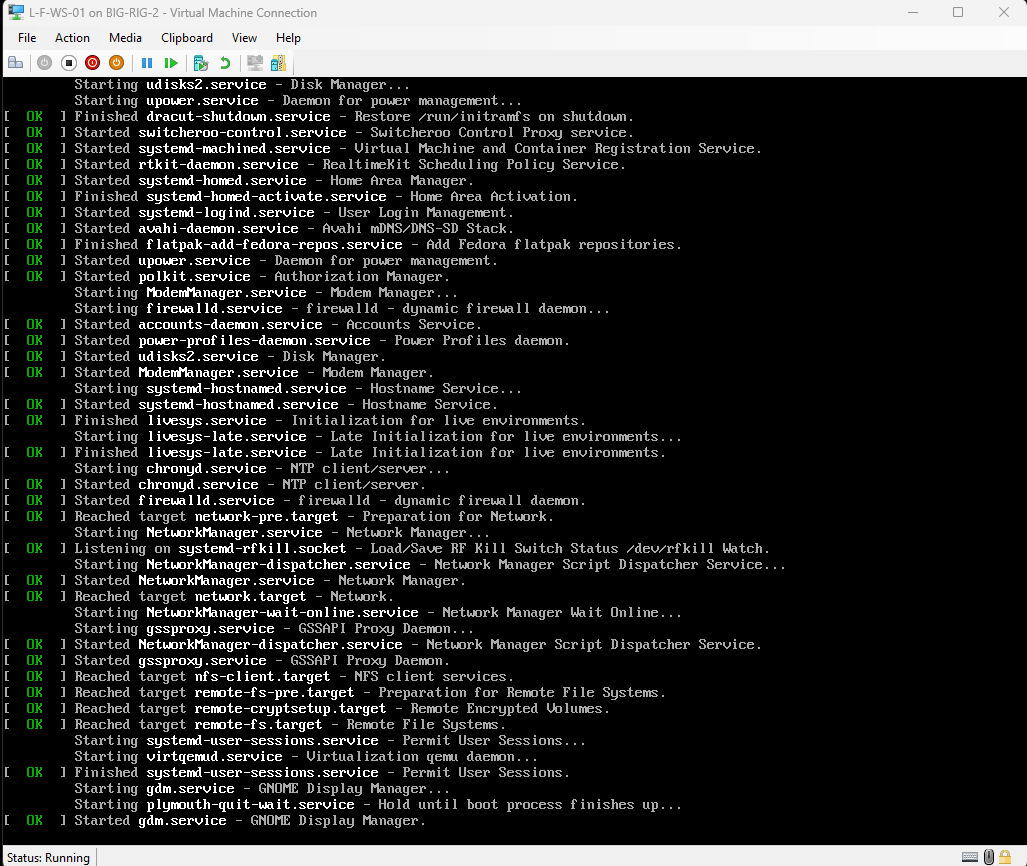 L-F-WS-01 on BIG-RIG-2 - Virtual Machine Connection
File Action Media Clipboard View Help
Starting udisks2.service - Disk Manager...
Starting upower.service - Daemon for power management...
[ OK ] Finished dracut-shutdown.service - Restore /run/initramfs on shutdown.
[ OK ] Started switcheroo-control.service - Switcheroo Control Proxy service.
[ OK ] Started systemd-machined.service - Virtual Machine and Container Registration Service.
[ OK ] Started rtkit-daemon.service - RealtimeKit Scheduling Policy Service.
[ OK ] Started systemd-homed.service - Home Area Manager.
[ OK ] Finished systemd-homed-activate.service - Home Area Activation.
[ OK ] Started systemd-logind.service - User Login Management.
[ OK ] Started avahi-daemon.service - Avahi mDNS/DNS-SD Stack.
[ OK ] Finished flatpak-add-fedora-repos.service - Add Fedora flatpak repositories.
[ OK ] Started upower.service - Daemon for power management.
[ OK ] Started polkit.service - Authorization Manager.
Starting ModemManager.service - Modem Manager...
Starting firewalld.service - firewalld - dynamic firewall daemon...
[ OK ] Started accounts-daemon.service - Accounts Service.
[ OK ] Started power-profiles-daemon.service - Power Profiles daemon.
[ OK ] Started udisks2.service - Disk Manager.
[ OK ] Started ModemManager.service - Modem Manager.
Starting systemd-hostnamed.service - Hostname Service...
[ OK ] Started systemd-hostnamed.service - Hostname Service.
[ OK ] Finished livesys.service - Initialization for live environments.
Starting livesys-late.service - Late Initialization for live environments...
[ OK ] Finished livesys-late.service - Late Initialization for live environments.
Starting chronyd.service - NTP client/server...
[ OK ] Started chronyd.service - NTP client/server.
[ OK ] Started firewalld.service - firewalld - dynamic firewall daemon.
[ OK ] Reached target network-pre.target - Preparation for Network.
Starting NetworkManager.service - Network Manager...
[ OK ] Listening on systemd-rfkill.socket - Load/Save RF Kill Switch Status /dev/rfkill Watch.
Starting NetworkManager-dispatcher.service - Network Manager Script Dispatcher Service...
[ OK ] Started NetworkManager.service - Network Manager.
[ OK ] Reached target network.target - Network.
Starting NetworkManager-wait-online.service - Network Manager Wait Online...
Starting gssproxy.service - GSSAPI Proxy Daemon...
[ OK ] Started NetworkManager-dispatcher.service - Network Manager Script Dispatcher Service.
[ OK ] Started gssproxy.service - GSSAPI Proxy Daemon.
[ OK ] Reached target nfs-client.target - NFS client services.
[ OK ] Reached target remote-fs-pre.target - Preparation for Remote File Systems.
[ OK ] Reached target remote-cryptsetup.target - Remote Encrypted Volumes.
[ OK ] Reached target remote-fs.target - Remote File Systems.
Starting systemd-user-sessions.service - Permit User Sessions...
Starting virtqemud.service - Virtualization qemu daemon...
[ OK ] Finished systemd-user-sessions.service - Permit User Sessions.
Starting gdm.service - GNOME Display Manager...
Starting plymouth-quit-wait.service - Hold until boot process finishes up...
[ OK ] Started gdm.service - GNOME Display Manager.
Status: Running